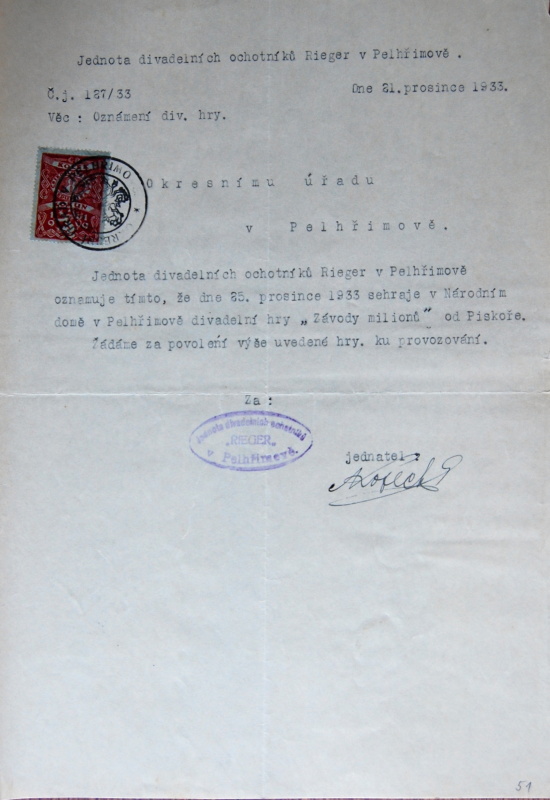 Jednota divadelních ochotníků Rieger v Pelhřimově .
Č.j. 127/33
Dne 21.prosince 1933.
Věc : Oznámení div. hry.
Okresnímu úřadu
v Pelhřimově.
Jednota divadelních ochotníků Rieger v Pelhřimově
oznamuje tímto, že dne 25. prosince 1933 sehraje v Národním
domě v Pelhřimově divadelní hry „Závody milionů" od Piskoře.
Žádáme za povolení výše uvedené hry. ku provozování.
Za :
Jednota divadelních ochotníků
„RIEGER"
v Pelhřimově.
jednatel :
51